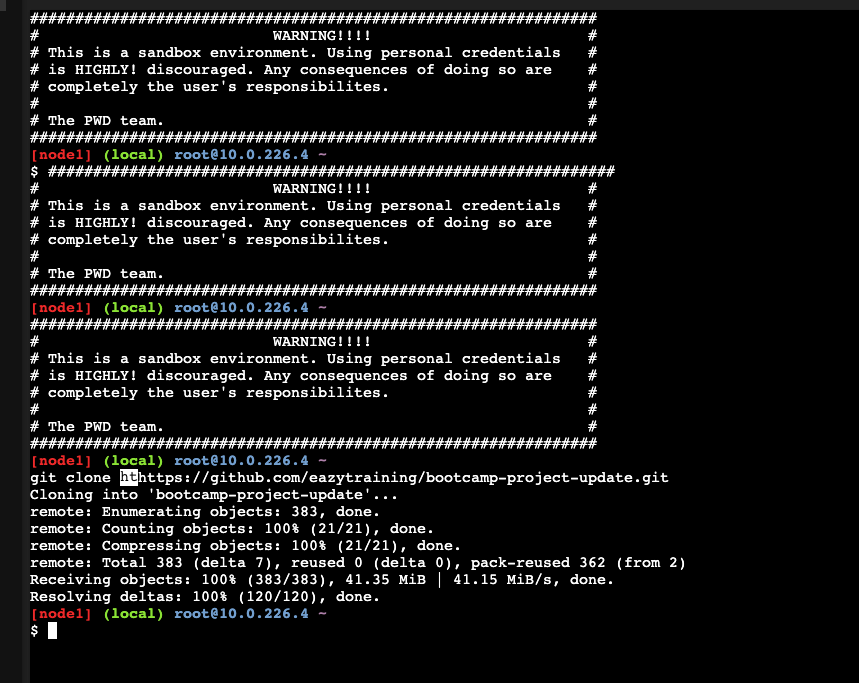 ###############################################################
#                          WARNING!!!!                        #
# This is a sandbox environment. Using personal credentials   #
# is HIGHLY! discouraged. Any consequences of doing so are    #
# completely the user's responsibilites.                      #
#                                                             #
# The PWD team.                                               #
###############################################################
[node1] (local) root@10.0.226.4 ~
$ ###############################################################
#                          WARNING!!!!                        #
# This is a sandbox environment. Using personal credentials   #
# is HIGHLY! discouraged. Any consequences of doing so are    #
# completely the user's responsibilites.                      #
#                                                             #
# The PWD team.                                               #
###############################################################
[node1] (local) root@10.0.226.4 ~
###############################################################
#                          WARNING!!!!                        #
# This is a sandbox environment. Using personal credentials   #
# is HIGHLY! discouraged. Any consequences of doing so are    #
# completely the user's responsibilites.                      #
#                                                             #
# The PWD team.                                               #
###############################################################
[node1] (local) root@10.0.226.4 ~
git clone hthttps://github.com/eazytraining/bootcamp-project-update.git
Cloning into 'bootcamp-project-update'...
remote: Enumerating objects: 383, done.
remote: Counting objects: 100% (21/21), done.
remote: Compressing objects: 100% (21/21), done.
remote: Total 383 (delta 7), reused 0 (delta 0), pack-reused 362 (from 2)
Receiving objects: 100% (383/383), 41.35 MiB | 41.15 MiB/s, done.
Resolving deltas: 100% (120/120), done.
[node1] (local) root@10.0.226.4 ~
$